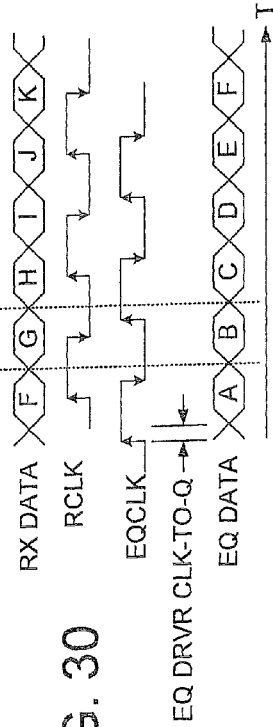 RX DATA F G H I J K
RCLK
EQCLK
EQ DRVR CLK-TO-Q
EQ DATA A B C D E F
T
G. 30